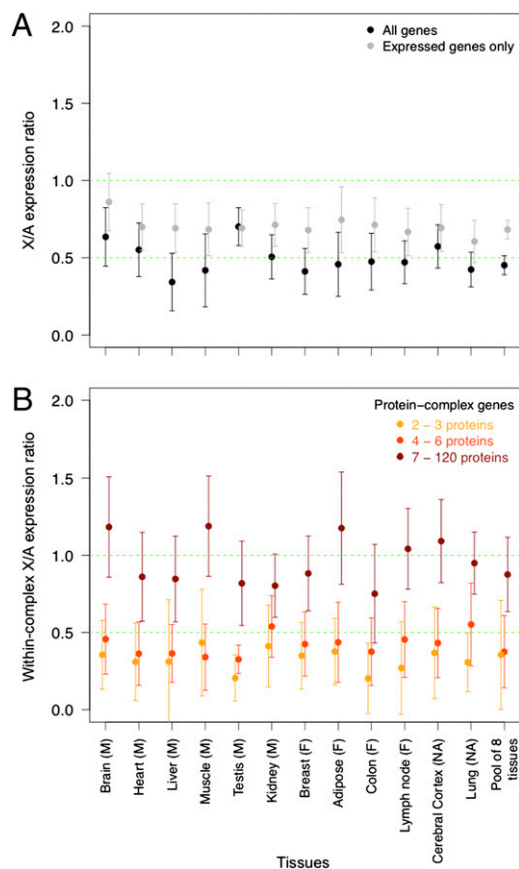 A
2.0
1.5
1.0
0.5
0.0
X/A expression ratio
All genes
Expressed genes only
B
2.0
1.5
1.0
0.5
0.0
Within-complex X/A expression ratio
Protein-complex genes
2 – 3 proteins
4 – 6 proteins
7 – 120 proteins
Brain (M)
Heart (M)
Liver (M)
Muscle (M)
Testis (M)
Kidney (M)
Breast (F)
Adipose (F)
Colon (F)
Lymph node (F)
Cerebral Cortex (NA)
Lung (NA)
Pool of 8
tissues
Tissues